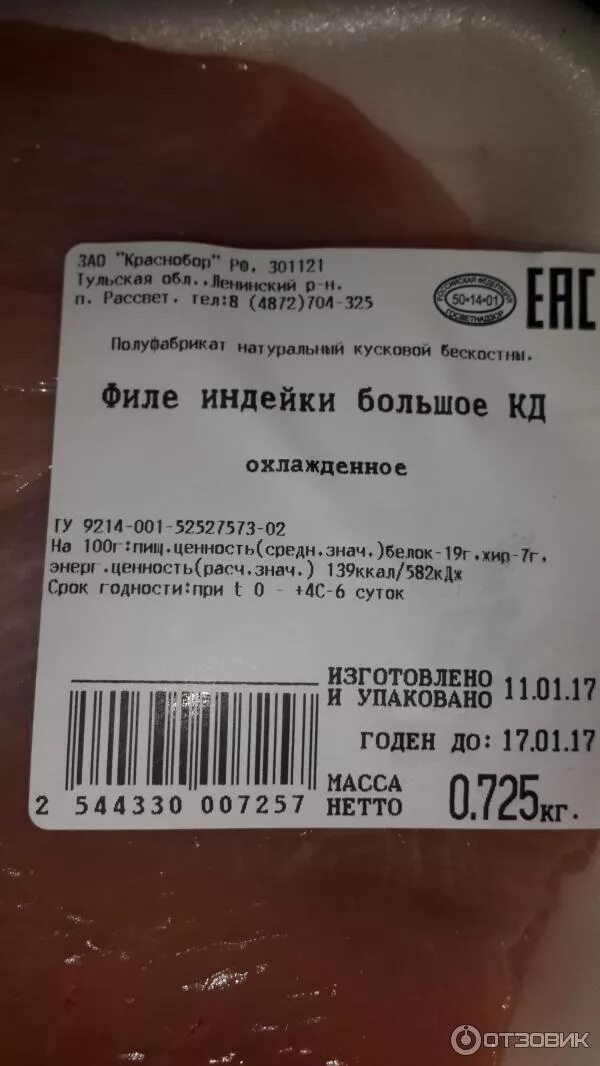 ЗАО "Краснобор" РФ, 301121
Тульская обл.,Ленинский р-н.
п. Рассвет. тел:8 (4872)704-325
РОССИЙСКАЯ ФЕДЕРАЦИЯ
50•14•01
ГОСВЕТНАДЗОР
ЕАС
Полуфабрикат натуральный кусковой бескостны.
Филе индейки большое КД
охлажденное
ТУ 9214-001-52527573-02
На 100г:пищ.ценность(средн.знач.)белок-19г,жир-7г,
энерг.ценность(расч.знач.) 139ккал/582кДж
Срок годности:при t 0 - +4С-6 суток
ИЗГОТОВЛЕНО
И УПАКОВАНО 11.01.17
ГОДЕН ДО: 17.01.17
МАССА
НЕТТО 0.725кг.
2 544330 007257
ОТЗОВИК